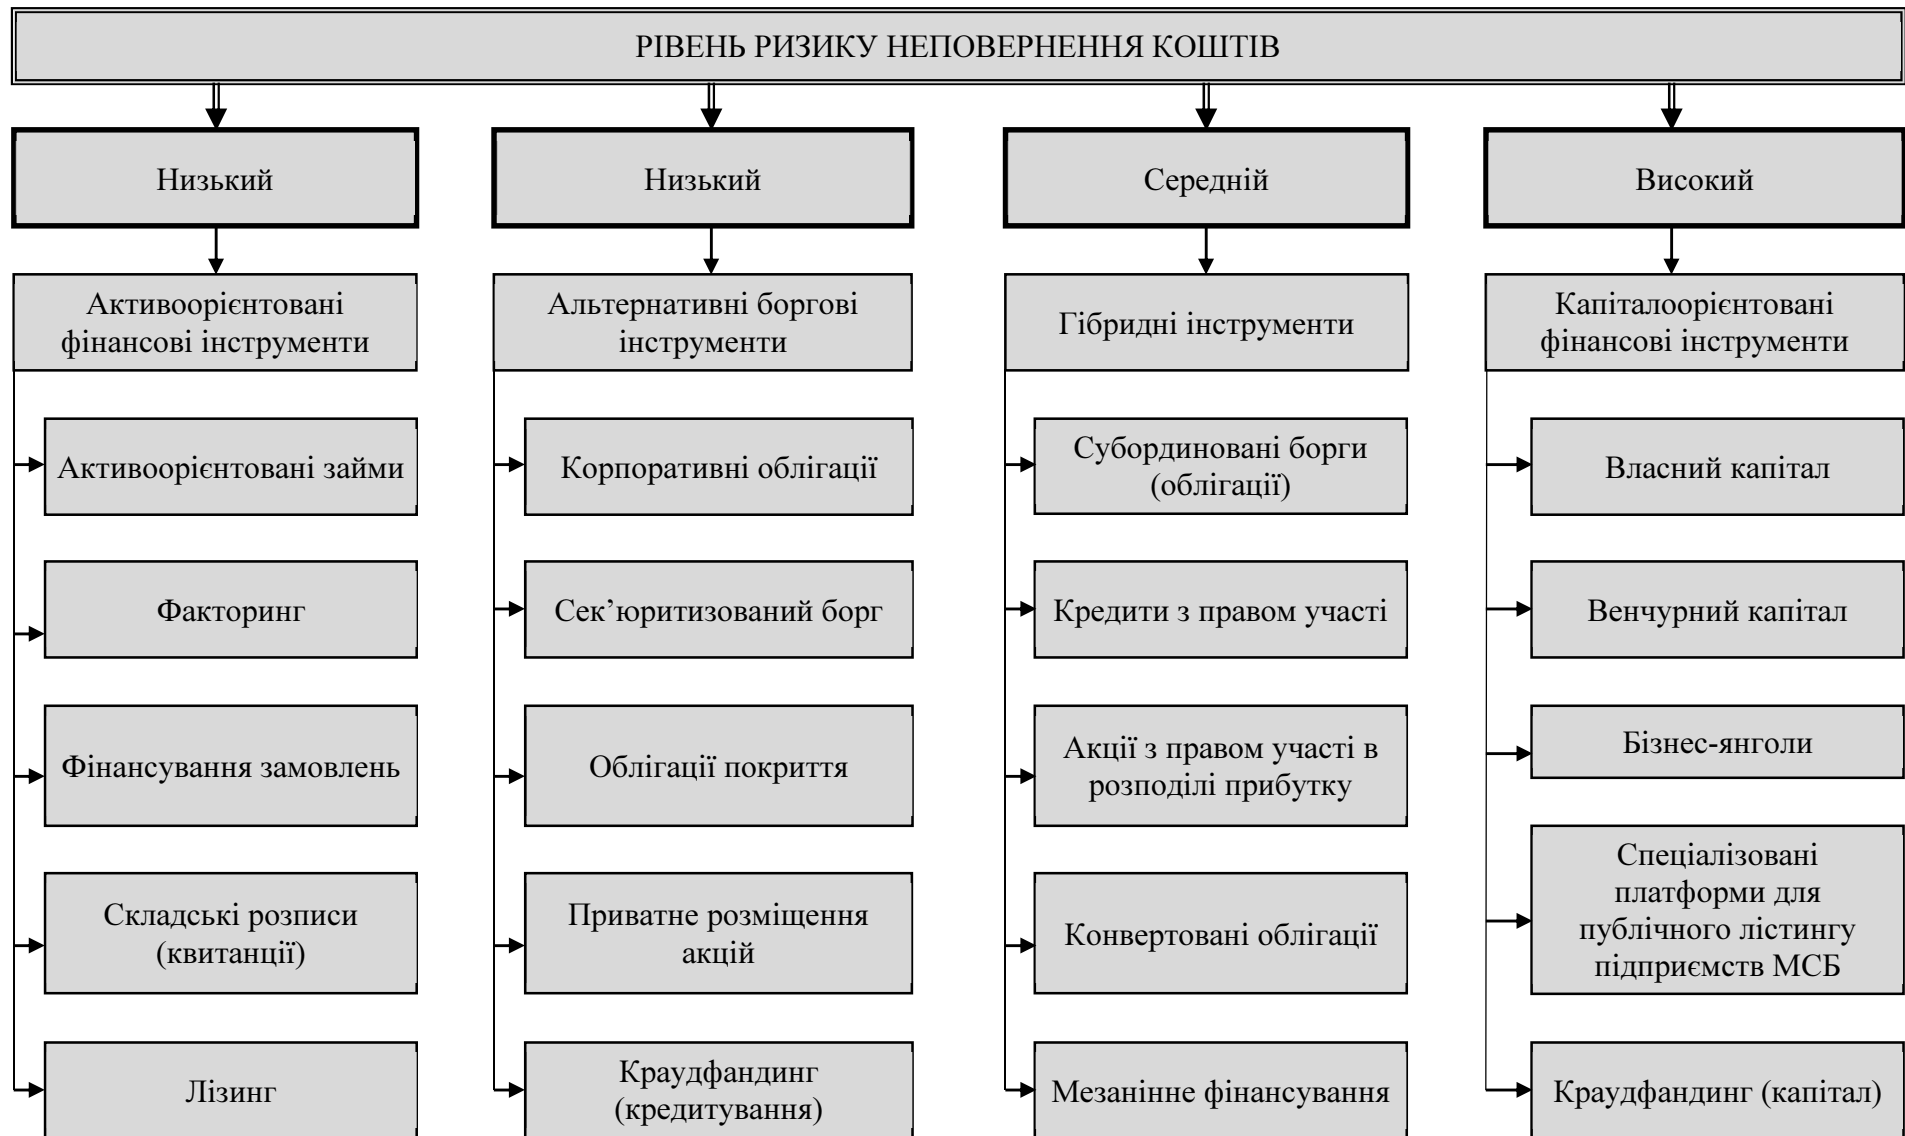 РІВЕНЬ РИЗИКУ НЕПОВЕРНЕННЯ КОШТІВ
Низький
Низький
Середній
Високий
Активоорієнтовані
фінансові інструменти
Альтернативні боргові
інструменти
Гібридні інструменти
Капіталоорієнтовані
фінансові інструменти
Активоорієнтовані займи
Корпоративні облігації
Субординовані борги
(облігації)
Власний капітал
Факторинг
Сек’юритизований борг
Кредити з правом участі
Венчурний капітал
Фінансування замовлень
Облігації покриття
Акції з правом участі в
розподілі прибутку
Бізнес-янголи
Складські розписи
(квитанції)
Приватне розміщення
акцій
Конвертовані облігації
Спеціалізовані
платформи для
публічного лістингу
підприємств МСБ
Лізинг
Краудфандинг
(кредитування)
Мезанінне фінансування
Краудфандинг (капітал)